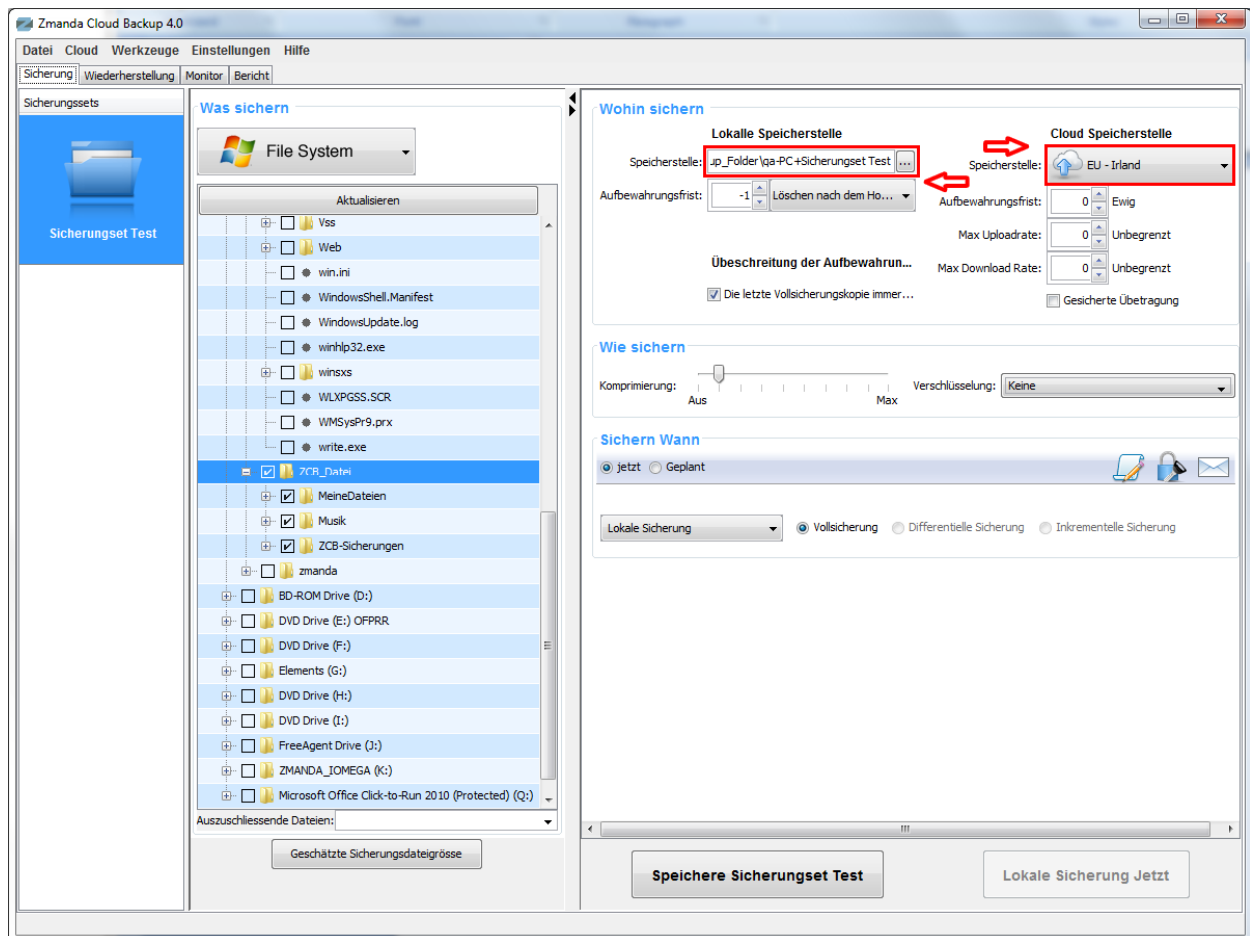 Zmanda Cloud Backup 4.0
Datei Cloud Werkzeuge Einstellungen Hilfe
Sicherung Wiederherstellung Monitor Bericht
Sicherungssets
Sicherungset Test
Was sichern
File System
Aktualisieren
Vss
Web
win.ini
WindowsShell.Manifest
WindowsUpdate.log
winhlp32.exe
winsxs
WLXPGSS.SCR
WMSysPr9.prx
write.exe
ZCB_Datei
MeineDateien
Musik
ZCB-Sicherungen
zmanda
BD-ROM Drive (D:)
DVD Drive (E:) OFPRR
DVD Drive (F:)
Elements (G:)
DVD Drive (H:)
DVD Drive (I:)
FreeAgent Drive (J:)
ZMANDA_IOMEGA (K:)
Microsoft Office Click-to-Run 2010 (Protected) (Q:)
Auszuschliessende Dateien:
Geschätzte Sicherungsdateigrösse
Wohin sichern
Lokalle Speicherstelle
Speicherstelle: up_Folder\qa-PC+Sicherungset Test ...
Aufbewahrungsfrist: -1 Löschen nach dem Ho...
Übeschreitung der Aufbewahrun...
Die letzte Vollsicherungskopie immer...
Cloud Speicherstelle
Speicherstelle: EU - Irland
Aufbewahrungsfrist: 0 Ewig
Max Uploadrate: 0 Unbegrenzt
Max Download Rate: 0 Unbegrenzt
Gesicherte Übetragung
Wie sichern
Komprimierung: Aus Max
Verschlüsselung: Keine
Sichern Wann
jetzt Geplant
Lokale Sicherung Vollsicherung Differentielle Sicherung Inkrementelle Sicherung
Speichere Sicherungset Test
Lokale Sicherung Jetzt